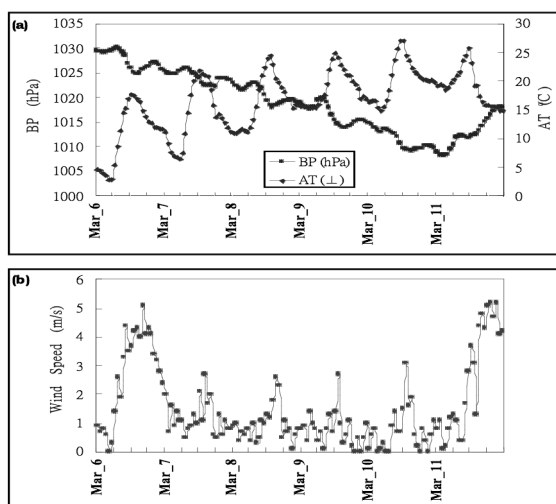 (a)
1035
1030
1025
1020
1015
1010
1005
1000
BP (hPa)
30
25
20
15
10
5
0
AT (C)
BP (hPa)
AT (⊥)
Mar_6
Mar_7
Mar_8
Mar_9
Mar_10
Mar_11
(b)
6
5
4
3
2
1
0
Wind Speed (m/s)
Mar_6
Mar_7
Mar_8
Mar_9
Mar_10
Mar_11